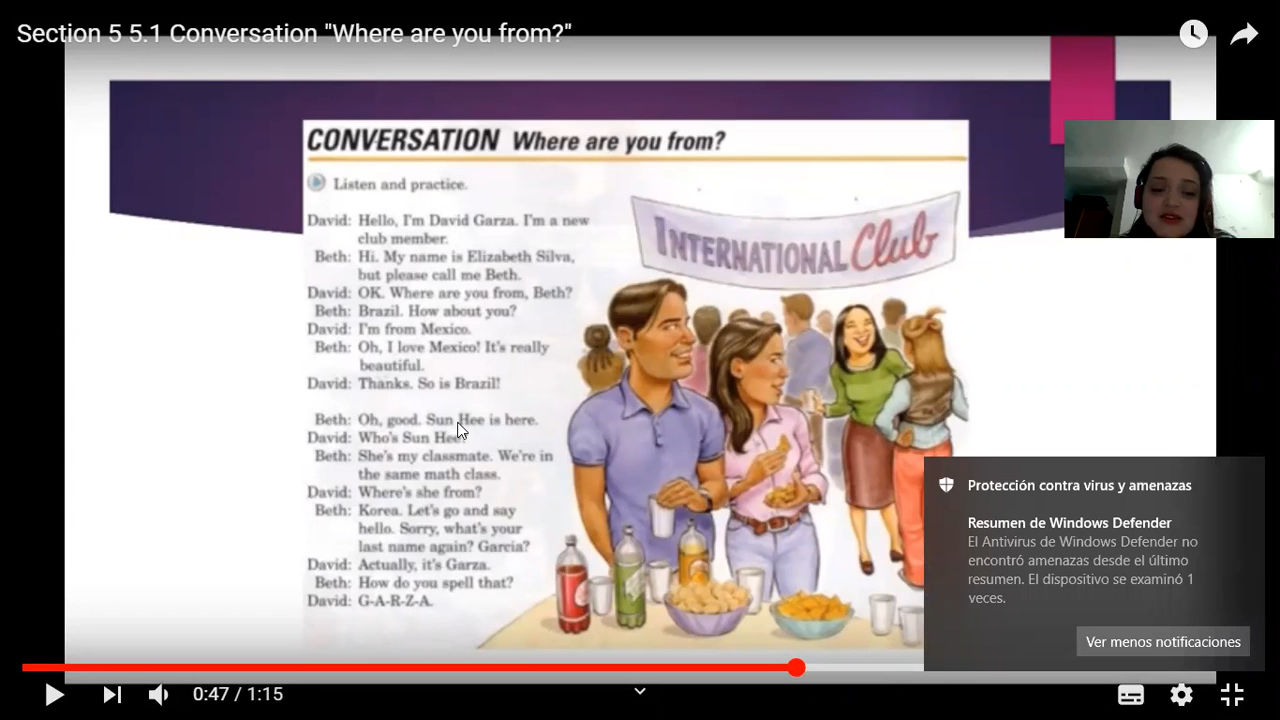 Section 5 5.1 Conversation "Where are you from?"
CONVERSATION Where are you from?
Listen and practice.
David: Hello, I'm David Garza. I'm a new
club member.
Beth: Hi. My name is Elizabeth Silva,
but please call me Beth.
David: OK. Where are you from, Beth?
Beth: Brazil. How about you?
David: I'm from Mexico.
Beth: Oh, I love Mexico! It's really
beautiful.
David: Thanks. So is Brazil!
Beth: Oh, good. Sun Hee is here.
David: Who's Sun Hee?
Beth: She's my classmate. We're in
the same math class.
David: Where's she from?
Beth: Korea. Let's go and say
hello. Sorry, what's your
last name again? Garcia?
David: Actually, it's Garza.
Beth: How do you spell that?
David: G-A-R-Z-A.
INTERNATIONAL Club
Protección contra virus y amenazas
Resumen de Windows Defender
El Antivirus de Windows Defender no
encontró amenazas desde el último
resumen. El dispositivo se examinó 1
veces.
Ver menos notificaciones
0:47 / 1:15